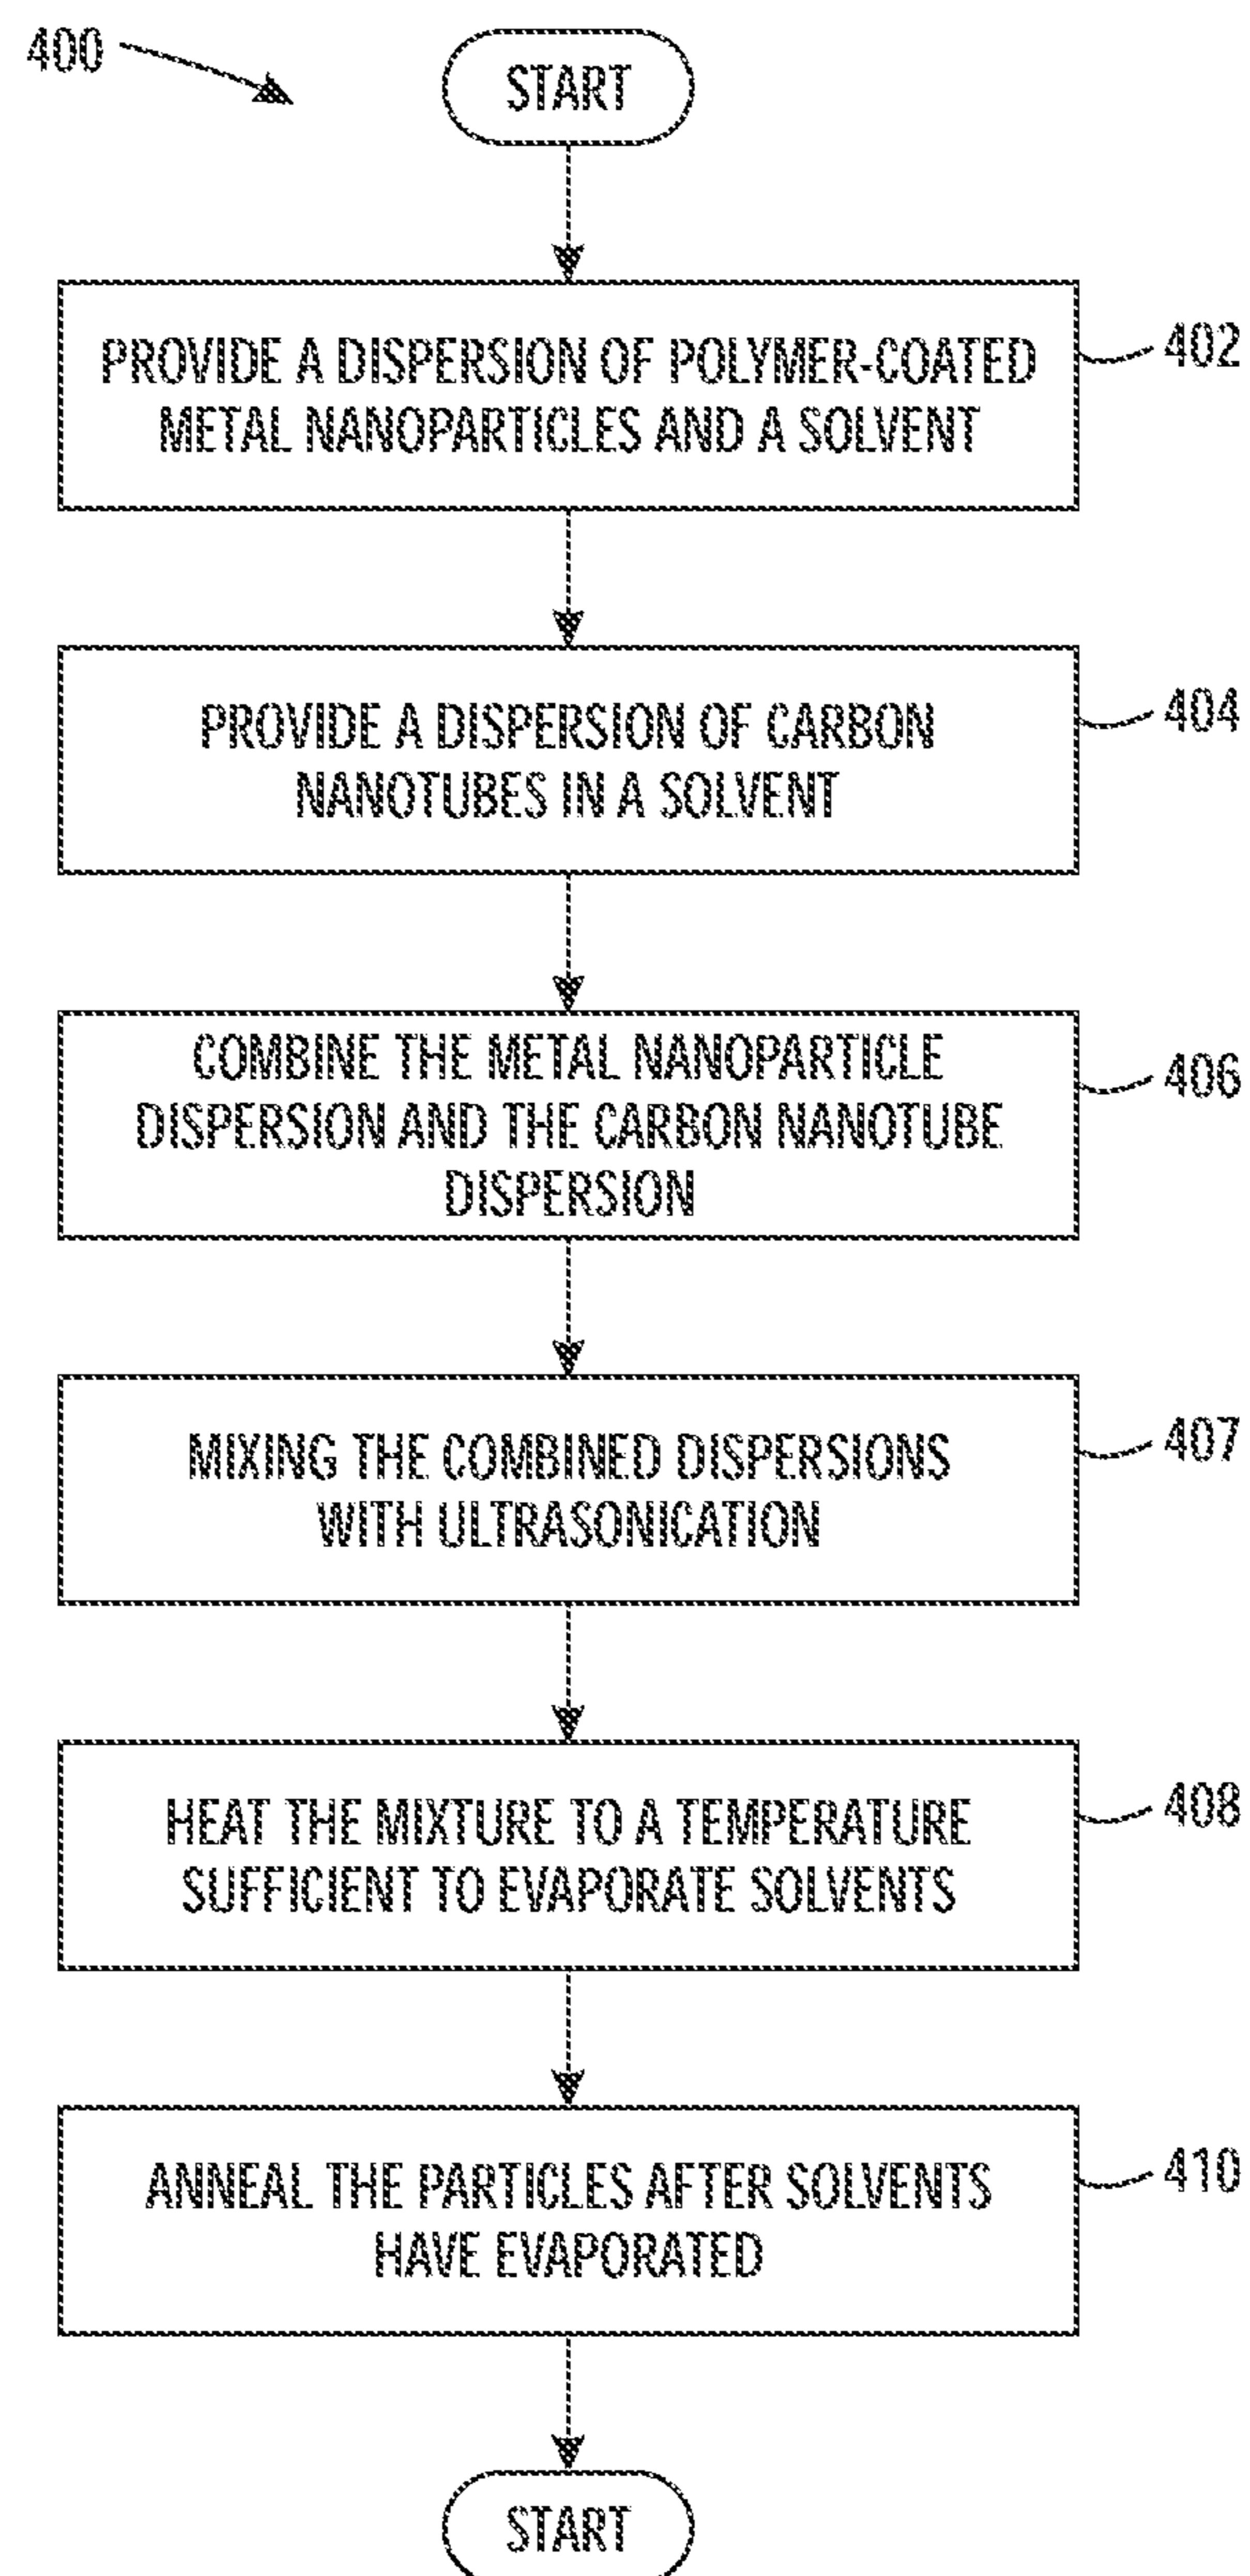 400
START
PROVIDE A DISPERSION OF POLYMER-COATED
METAL NANOPARTICLES AND A SOLVENT
402
PROVIDE A DISPERSION OF CARBON
NANOTUBES IN A SOLVENT
404
COMBINE THE METAL NANOPARTICLE
DISPERSION AND THE CARBON NANOTUBE
DISPERSION
406
MIXING THE COMBINED DISPERSIONS
WITH ULTRASONICATION
407
HEAT THE MIXTURE TO A TEMPERATURE
SUFFICIENT TO EVAPORATE SOLVENTS
408
ANNEAL THE PARTICLES AFTER SOLVENTS
HAVE EVAPORATED
410
START